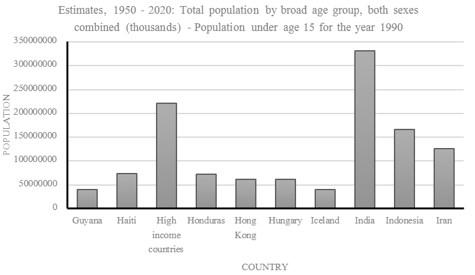 Estimates, 1950 - 2020: Total population by broad age group, both sexes
combined (thousands) - Population under age 15 for the year 1990
POPULATION
350000000
300000000
250000000
200000000
150000000
100000000
50000000
0
Guyana Haiti High income countries Honduras Hong Kong Hungary Iceland India Indonesia Iran
COUNTRY